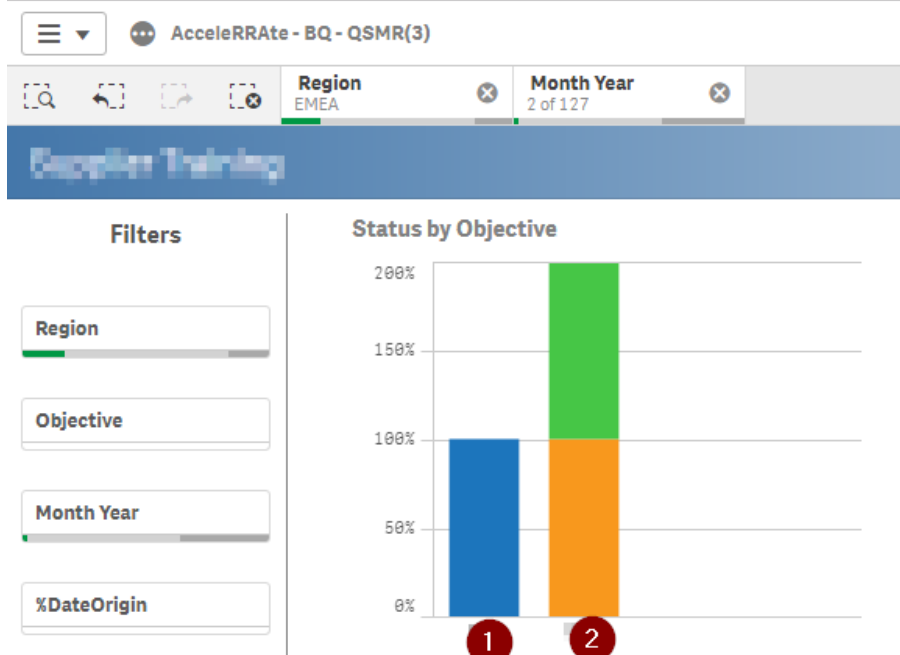 AcceleRRAte - BQ - QSMR(3)
Region
EMEA
Month Year
2 of 127
Filters
Region
Objective
Month Year
%DateOrigin
Status by Objective
200%
150%
100%
50%
0%
1
2